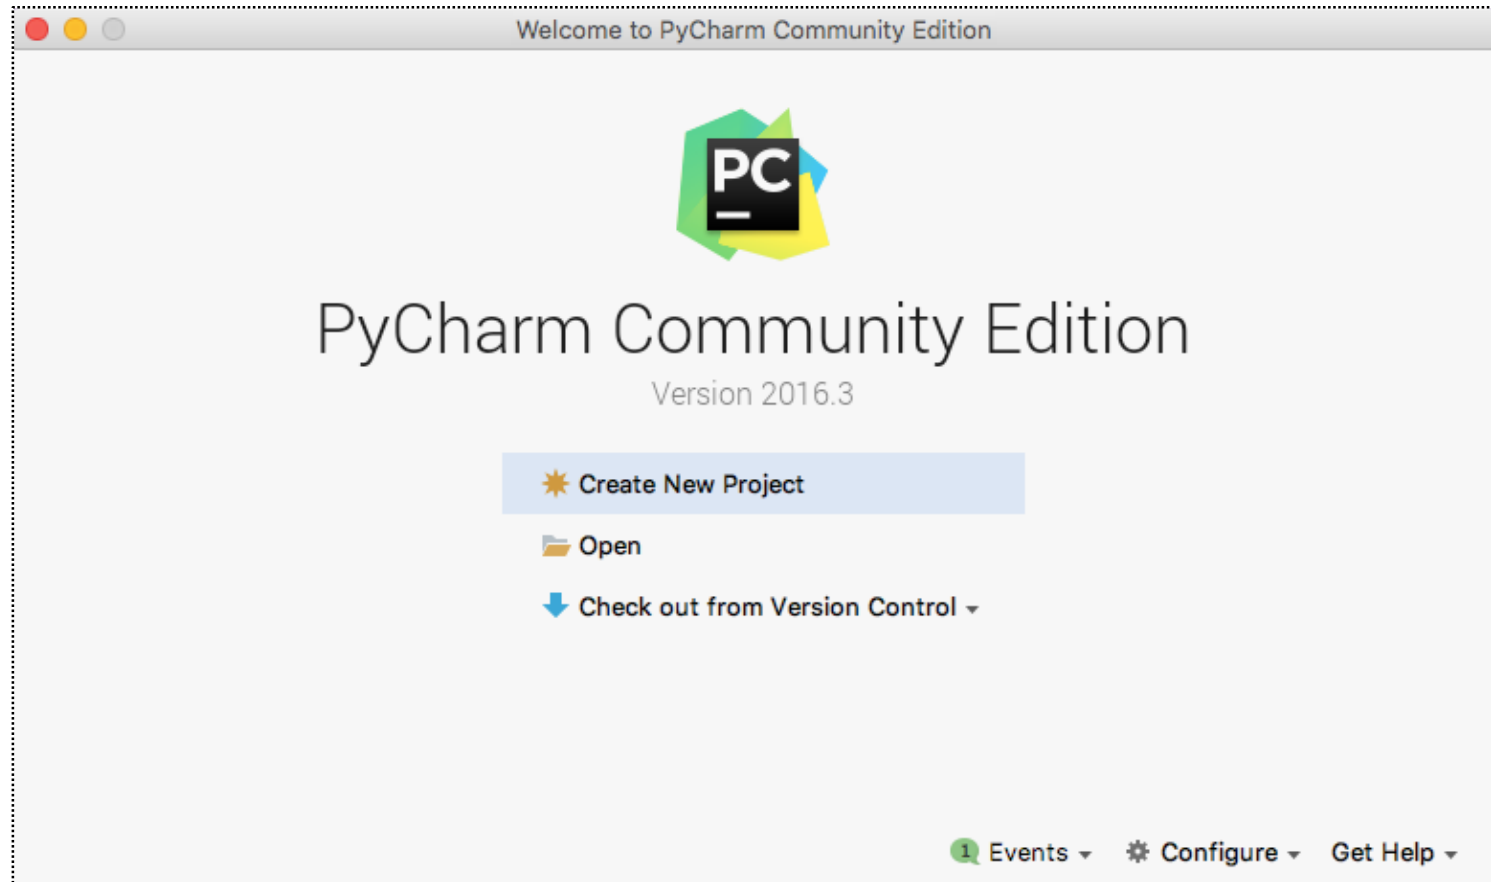 Welcome to PyCharm Community Edition
PC
PyCharm Community Edition
Version 2016.3
Create New Project
Open
Check out from Version Control
1 Events Configure Get Help